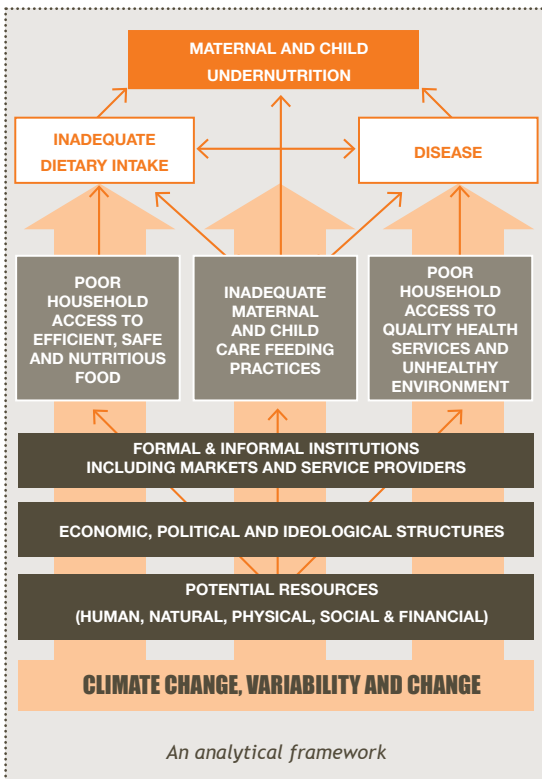 MATERNAL AND CHILD
UNDERNUTRITION
INADEQUATE
DIETARY INTAKE
DISEASE
POOR
HOUSEHOLD
ACCESS TO
EFFICIENT, SAFE
AND NUTRITIOUS
FOOD
INADEQUATE
MATERNAL
AND CHILD
CARE FEEDING
PRACTICES
POOR
HOUSEHOLD
ACCESS TO
QUALITY HEALTH
SERVICES AND
UNHEALTHY
ENVIRONMENT
FORMAL & INFORMAL INSTITUTIONS
INCLUDING MARKETS AND SERVICE PROVIDERS
ECONOMIC, POLITICAL AND IDEOLOGICAL STRUCTURES
POTENTIAL RESOURCES
(HUMAN, NATURAL, PHYSICAL, SOCIAL & FINANCIAL)
CLIMATE CHANGE, VARIABILITY AND CHANGE
An analytical framework